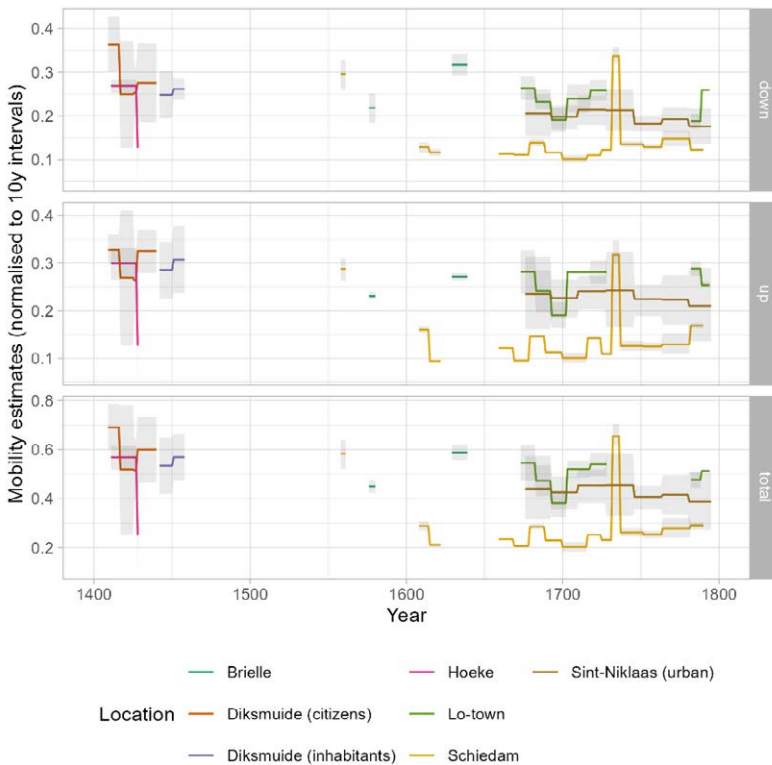 Mobility estimates (normalised to 10y intervals)
0.4
0.3
0.2
0.1
down
0.4
0.3
0.2
0.1
up
0.8
0.6
0.4
0.2
total
1400
1500
1600
1700
1800
Year
Location
Brielle
Hoeke
Sint-Niklaas (urban)
Diksmuide (citizens)
Lo-town
Diksmuide (inhabitants)
Schiedam